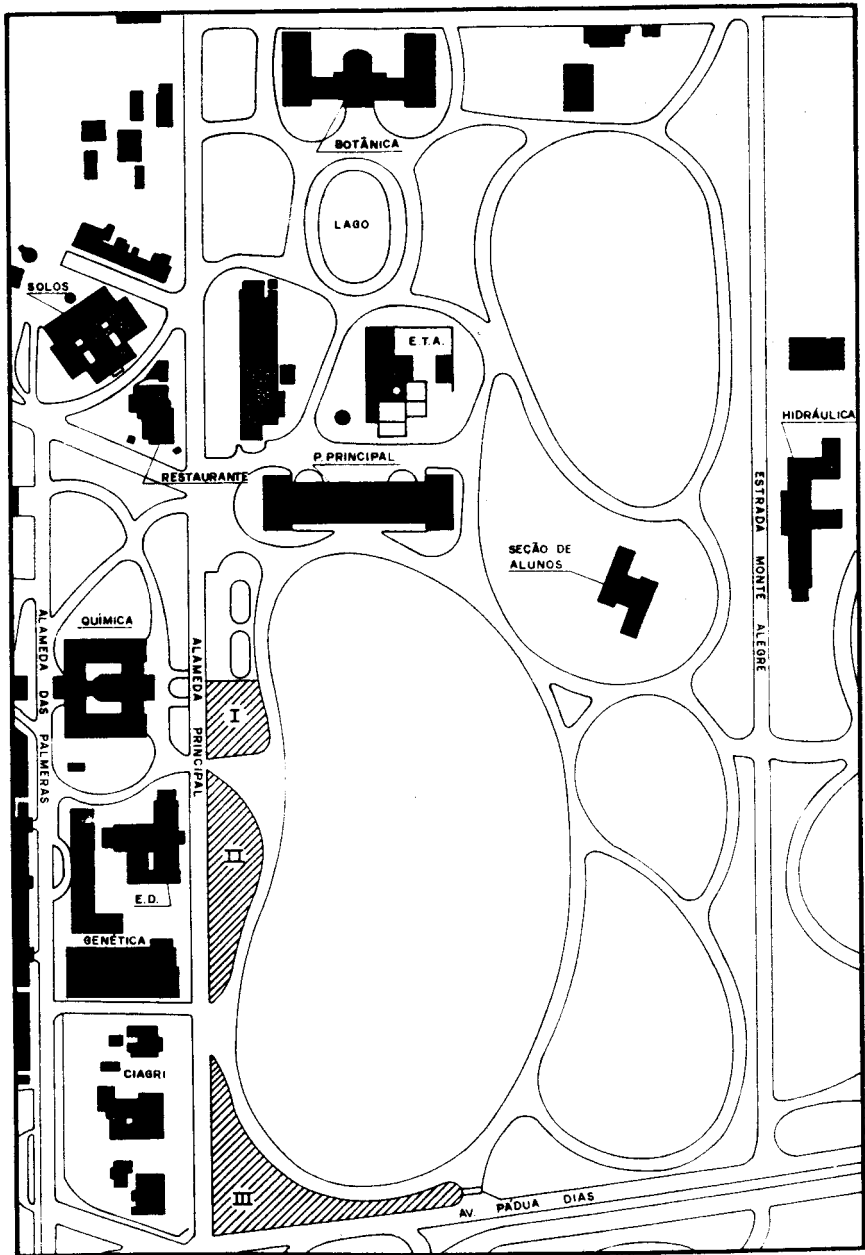 BOTÂNICA
LAGO
SOLOS
E.T.A.
HIDRÁULICA
RESTAURANTE
P. PRINCIPAL
ESTRADA MONTE ALEGRE
SEÇÃO DE
ALUNOS
QUÍMICA
ALAMEDA DAS PALMERAS
ALAMEDA PRINCIPAL
I
II
E.D.
GENÉTICA
CIAGRI
III
AV. PÁDUA DIAS